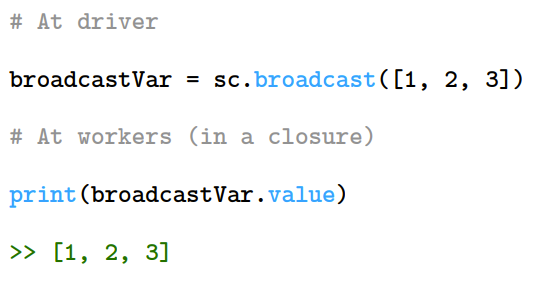 # At driver
broadcastVar = sc.broadcast([1, 2, 3])
# At workers (in a closure)
print(broadcastVar.value)
>> [1, 2, 3]